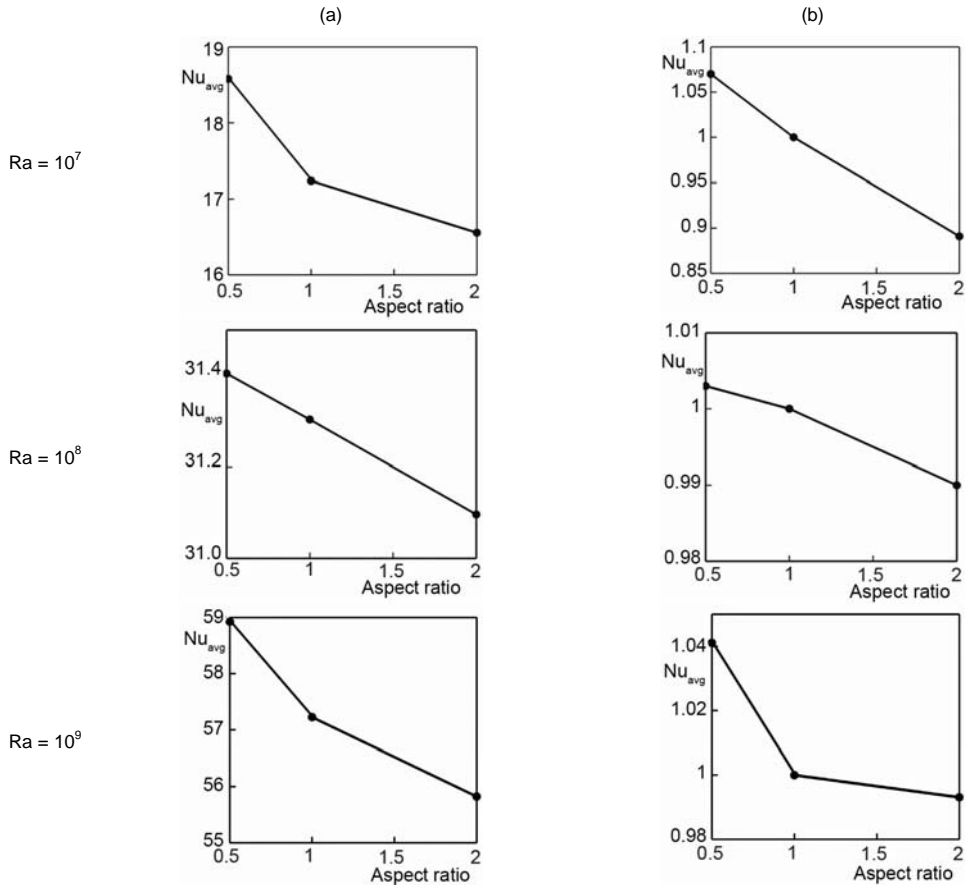 (a) (b)
Ra = 10⁷
19
Nu_avg
18
17
16
0.5 1 1.5 2
Aspect ratio
1.1
Nu_avg
1.05
1
0.95
0.9
0.85
0.5 1 1.5 2
Aspect ratio
Ra = 10⁸
31.4
Nu_avg
31.2
31.0
0.5 1 1.5 2
Aspect ratio
1.01
Nu_avg
1
0.99
0.98
0.5 1 1.5 2
Aspect ratio
Ra = 10⁹
59
Nu_avg
58
57
56
55
0.5 1 1.5 2
Aspect ratio
1.04
Nu_avg
1.02
1
0.98
0.5 1 1.5 2
Aspect ratio